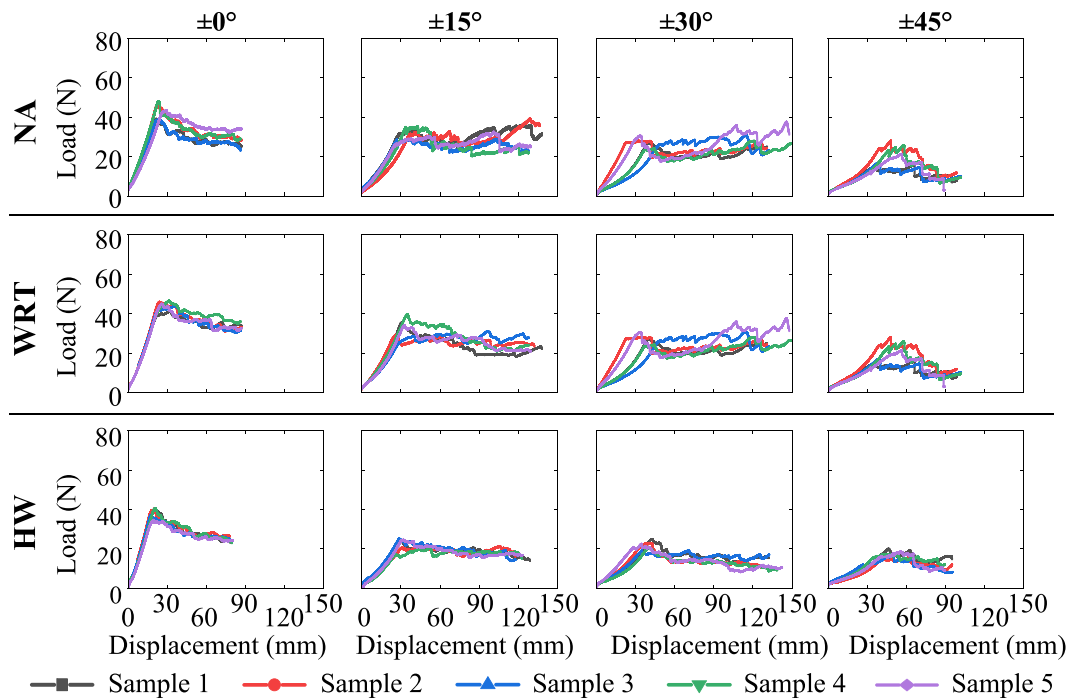 ±0° ±15° ±30° ±45°
80
60
40
20
0
Load (N)
NA
80
60
40
20
0
Load (N)
WRT
80
60
40
20
0
Load (N)
HW
0 30 60 90 120 150 0 30 60 90 120 150 0 30 60 90 120 150 0 30 60 90 120 150
Displacement (mm) Displacement (mm) Displacement (mm) Displacement (mm)
Sample 1 Sample 2 Sample 3 Sample 4 Sample 5